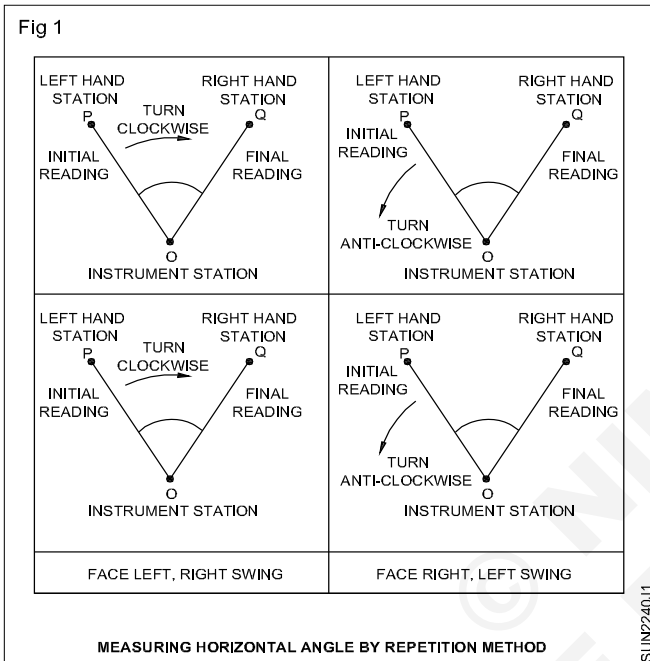 Fig 1
LEFT HAND
STATION
P
RIGHT HAND
STATION
Q
TURN
CLOCKWISE
INITIAL
READING
FINAL
READING
O
INSTRUMENT STATION
LEFT HAND
STATION
P
RIGHT HAND
STATION
Q
INITIAL
READING
FINAL
READING
TURN
ANTI-CLOCKWISE
O
INSTRUMENT STATION
LEFT HAND
STATION
P
RIGHT HAND
STATION
Q
TURN
CLOCKWISE
INITIAL
READING
FINAL
READING
O
INSTRUMENT STATION
LEFT HAND
STATION
P
RIGHT HAND
STATION
Q
INITIAL
READING
FINAL
READING
TURN
ANTI-CLOCKWISE
O
INSTRUMENT STATION
FACE LEFT, RIGHT SWING
FACE RIGHT, LEFT SWING
MEASURING HORIZONTAL ANGLE BY REPETITION METHOD